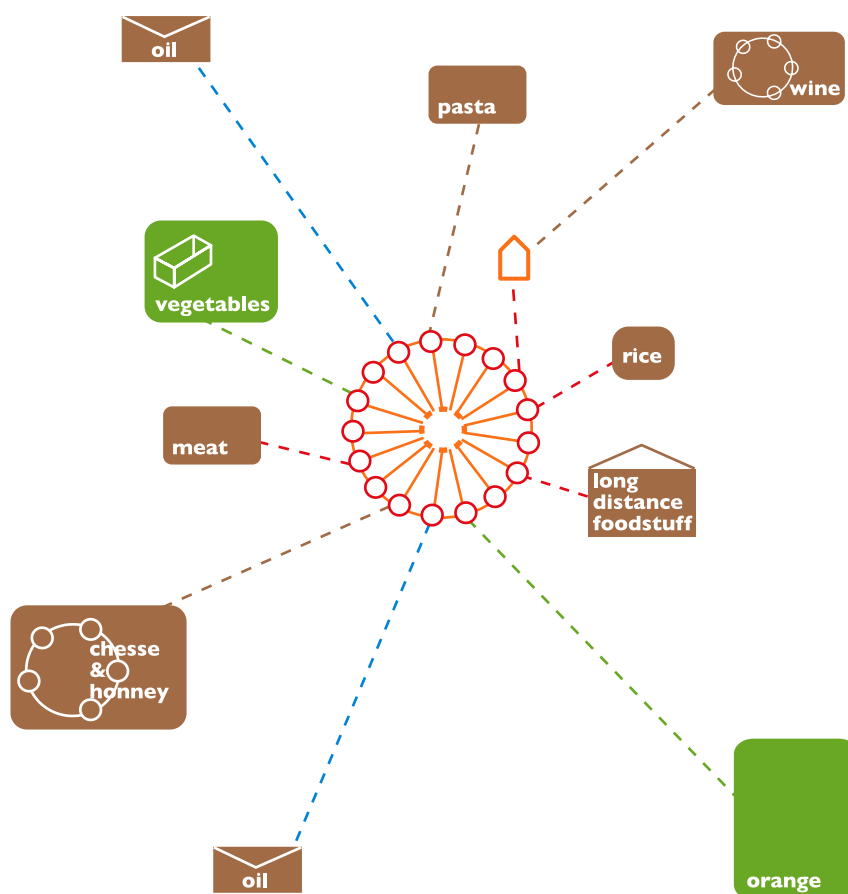 oil
pasta
wine
vegetables
rice
meat
long
distance
foodstuff
chesse
&
honney
orange
oil